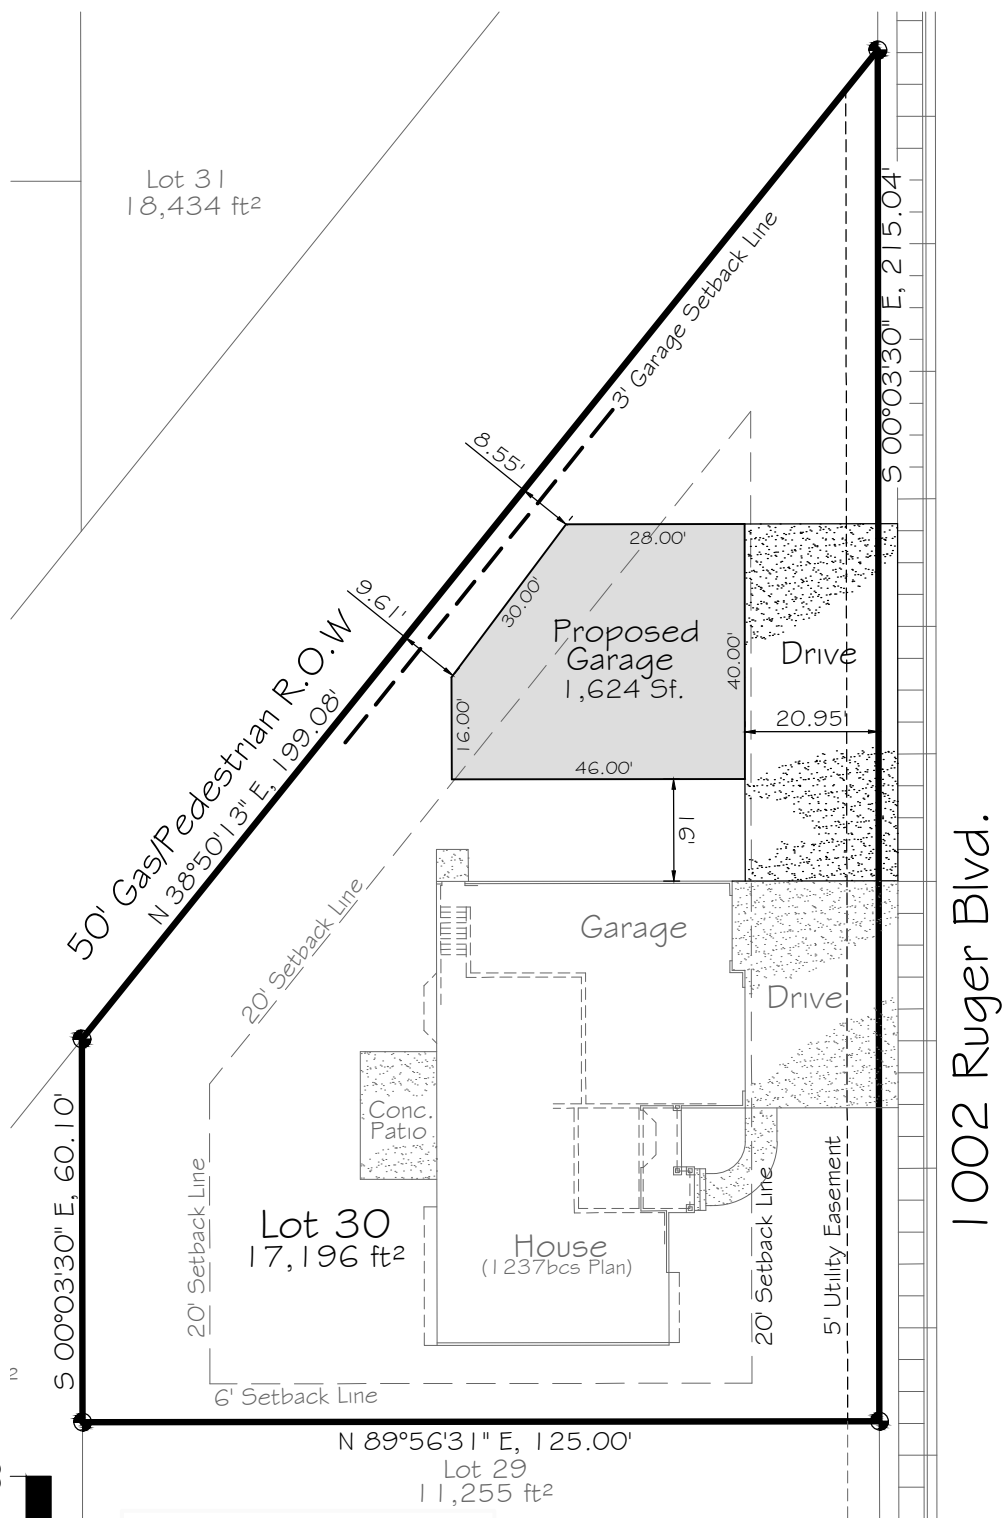 Lot 31
18,434 ft²
S 00°03'30" E, 215.04'
3' Garage Setback Line
8.55'
28.00'
9.61'
30.00'
Proposed
Garage
1,624 Sf.
40.00'
Drive
16.00'
20.95'
46.00'
16'
50' Gas/Pedestrian R.O.W
N 38°50'13" E, 199.08'
20' Setback Line
Garage
Drive
1002 Ruger Blvd.
Conc.
Patio
S 00°03'30" E, 60.10'
20' Setback Line
Lot 30
17,196 ft²
House
(1237bcs Plan)
20' Setback Line
5' Utility Easement
2
6' Setback Line
N 89°56'31" E, 125.00'
Lot 29
11,255 ft²